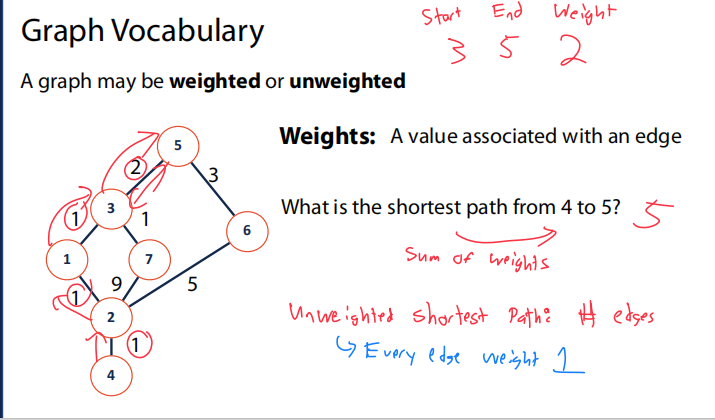 Graph Vocabulary
Start End Weight
3 5 2
A graph may be weighted or unweighted
Weights: A value associated with an edge
What is the shortest path from 4 to 5? 5
Sum of weights
Unweighted shortest Path: # edges
Every edge weight 1
5
2
3
3
1
1
6
1
7
9
5
1
2
1
4